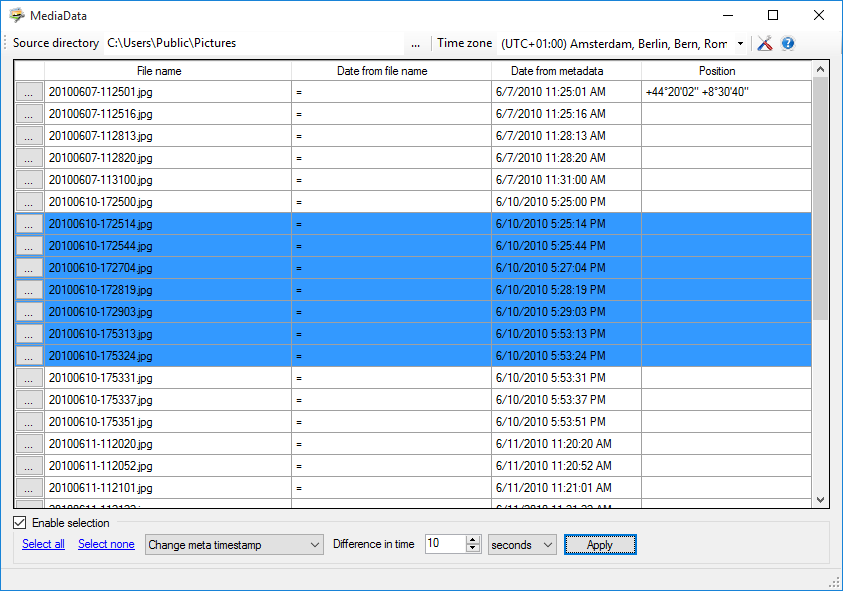 MediaData
Source directory C:\Users\Public\Pictures ... Time zone (UTC+01:00) Amsterdam, Berlin, Bern, Rom
File name Date from file name Date from metadata Position
... 20100607-112501.jpg = 6/7/2010 11:25:01 AM +44°20'02" +8°30'40"
... 20100607-112516.jpg = 6/7/2010 11:25:16 AM
... 20100607-112813.jpg = 6/7/2010 11:28:13 AM
... 20100607-112820.jpg = 6/7/2010 11:28:20 AM
... 20100607-113100.jpg = 6/7/2010 11:31:00 AM
... 20100610-172500.jpg = 6/10/2010 5:25:00 PM
... 20100610-172514.jpg = 6/10/2010 5:25:14 PM
... 20100610-172544.jpg = 6/10/2010 5:25:44 PM
... 20100610-172704.jpg = 6/10/2010 5:27:04 PM
... 20100610-172819.jpg = 6/10/2010 5:28:19 PM
... 20100610-172903.jpg = 6/10/2010 5:29:03 PM
... 20100610-175313.jpg = 6/10/2010 5:53:13 PM
... 20100610-175324.jpg = 6/10/2010 5:53:24 PM
... 20100610-175331.jpg = 6/10/2010 5:53:31 PM
... 20100610-175337.jpg = 6/10/2010 5:53:37 PM
... 20100610-175351.jpg = 6/10/2010 5:53:51 PM
... 20100611-112020.jpg = 6/11/2010 11:20:20 AM
... 20100611-112052.jpg = 6/11/2010 11:20:52 AM
... 20100611-112101.jpg = 6/11/2010 11:21:01 AM
Enable selection
Select all Select none Change meta timestamp Difference in time 10 seconds Apply